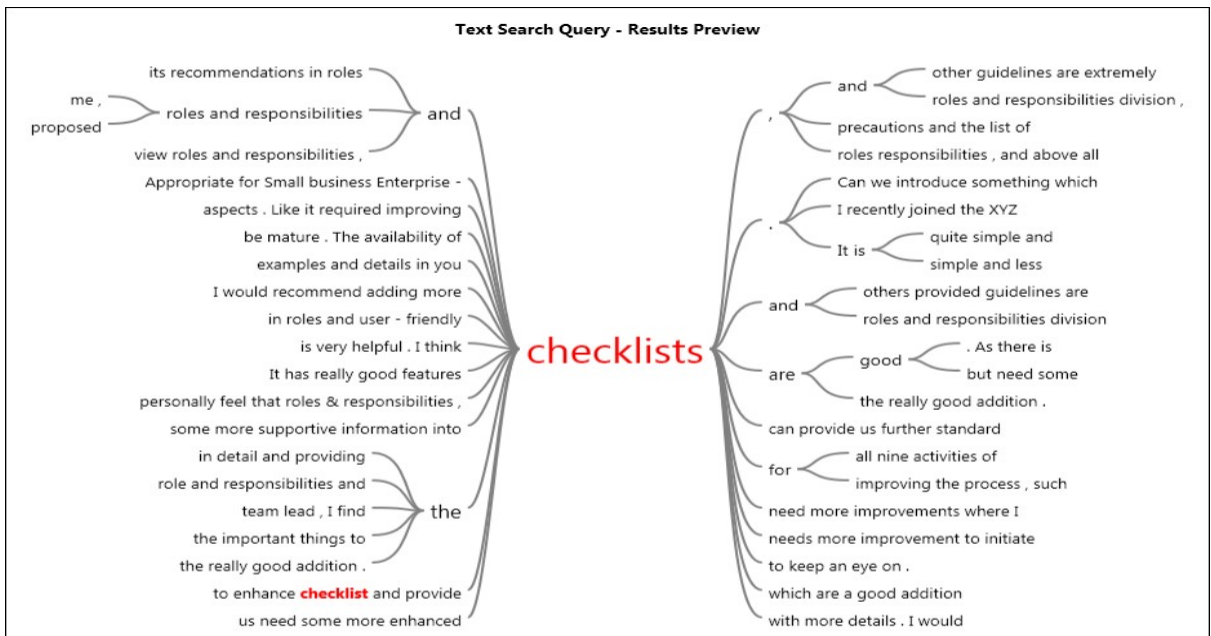 Text Search Query - Results Preview
its recommendations in roles
me ,
proposed
roles and responsibilities
view roles and responsibilities ,
and
Appropriate for Small business Enterprise -
aspects . Like it required improving
be mature . The availability of
examples and details in you
I would recommend adding more
in roles and user - friendly
is very helpful . I think
It has really good features
personally feel that roles & responsibilities ,
some more supportive information into
in detail and providing
role and responsibilities and
team lead , I find
the important things to
the really good addition .
the
to enhance checklist and provide
us need some more enhanced
checklists
,
and
other guidelines are extremely
roles and responsibilities division ,
precautions and the list of
roles responsibilities , and above all
.
Can we introduce something which
I recently joined the XYZ
It is
quite simple and
simple and less
and
others provided guidelines are
roles and responsibilities division
are
good
. As there is
but need some
the really good addition .
can provide us further standard
for
all nine activities of
improving the process , such
need more improvements where I
needs more improvement to initiate
to keep an eye on .
which are a good addition
with more details . I would